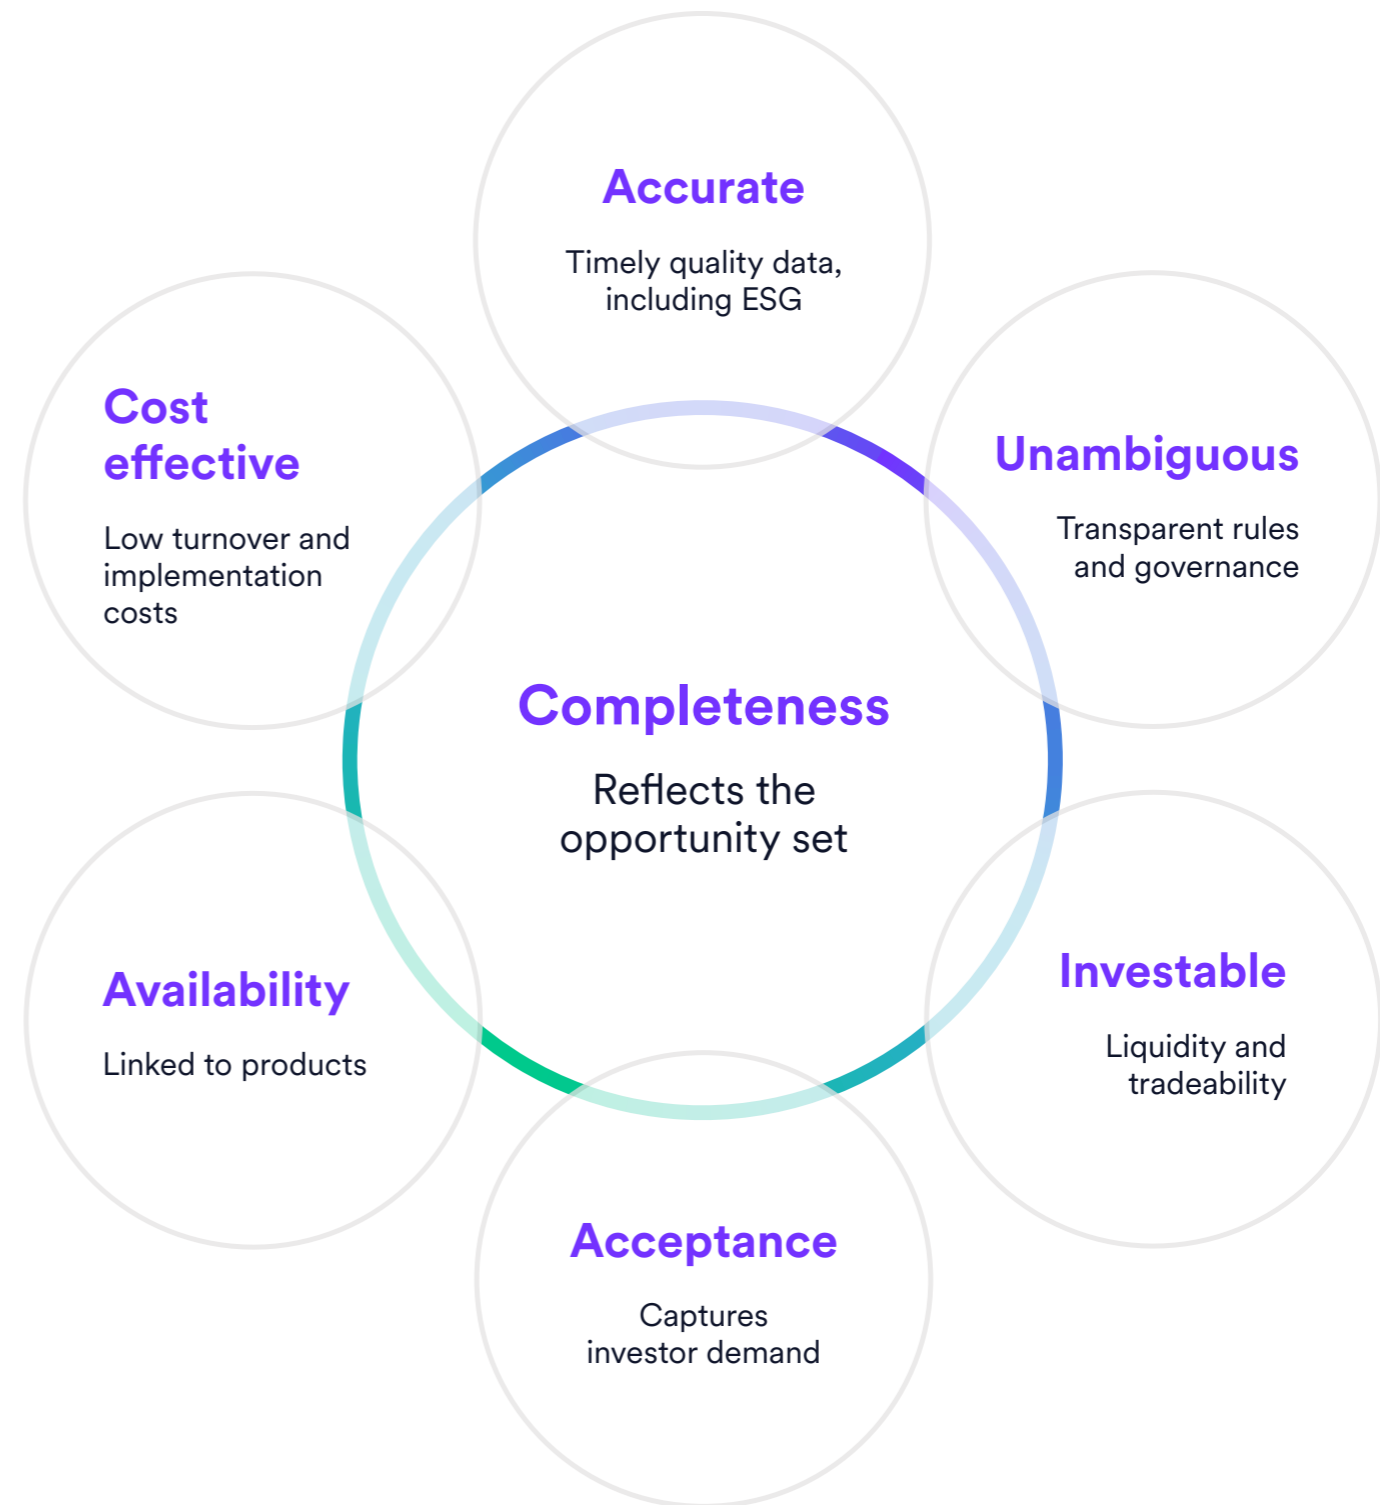 Accurate
Timely quality data,
including ESG
Cost
effective
Low turnover and
implementation
costs
Unambiguous
Transparent rules
and governance
Completeness
Reflects the
opportunity set
Availability
Linked to products
Investable
Liquidity and
tradeability
Acceptance
Captures
investor demand